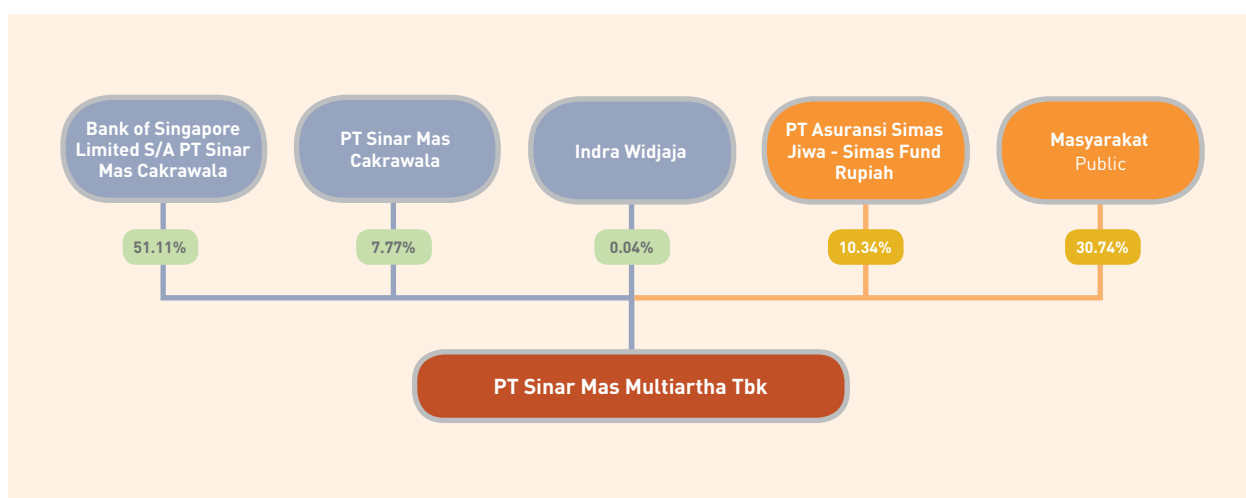 Bank of Singapore
Limited S/A PT Sinar
Mas Cakrawala
PT Sinar Mas
Cakrawala
Indra Widjaja
PT Asuransi Simas
Jiwa - Simas Fund
Rupiah
Masyarakat
Public
51.11%
7.77%
0.04%
10.34%
30.74%
PT Sinar Mas Multiartha Tbk